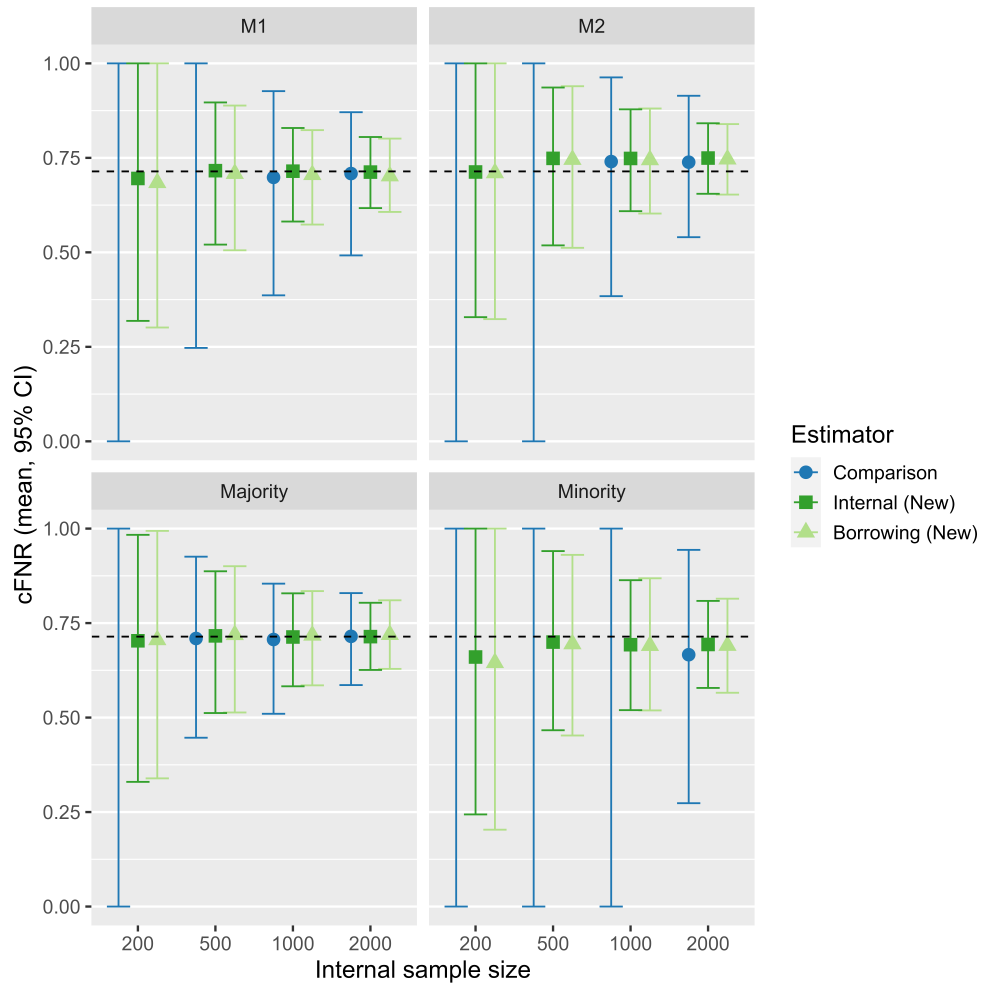 M1
M2
1.00
0.75
0.50
0.25
0.00
Majority
Minority
1.00
0.75
0.50
0.25
0.00
200
500
1000
2000
200
500
1000
2000
Internal sample size
cFNR (mean, 95% CI)
Estimator
Comparison
Internal (New)
Borrowing (New)